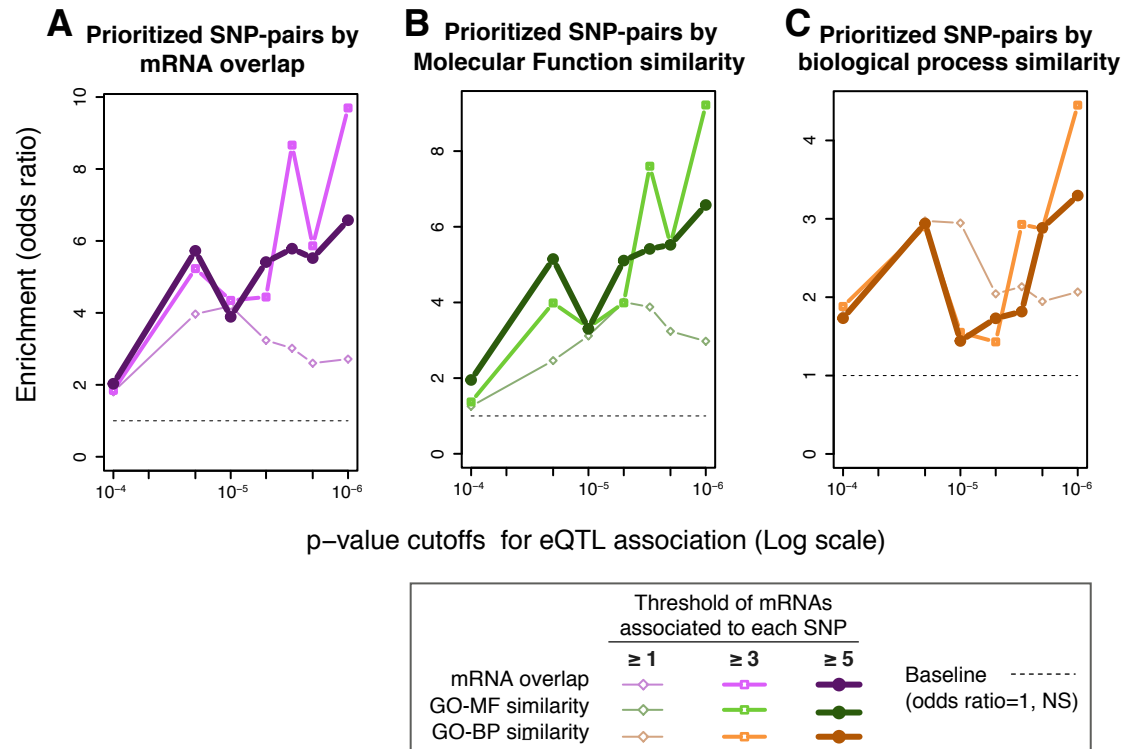 A Prioritized SNP-pairs by
mRNA overlap
B Prioritized SNP-pairs by
Molecular Function similarity
C Prioritized SNP-pairs by
biological process similarity
Enrichment (odds ratio)
10
8
6
4
2
0
10⁻⁴ 10⁻⁵ 10⁻⁶
8
6
4
2
0
10⁻⁴ 10⁻⁵ 10⁻⁶
4
3
2
1
0
10⁻⁴ 10⁻⁵ 10⁻⁶
p−value cutoffs for eQTL association (Log scale)
Threshold of mRNAs
associated to each SNP
≥ 1 ≥ 3 ≥ 5
mRNA overlap
GO-MF similarity
GO-BP similarity
Baseline
(odds ratio=1, NS)